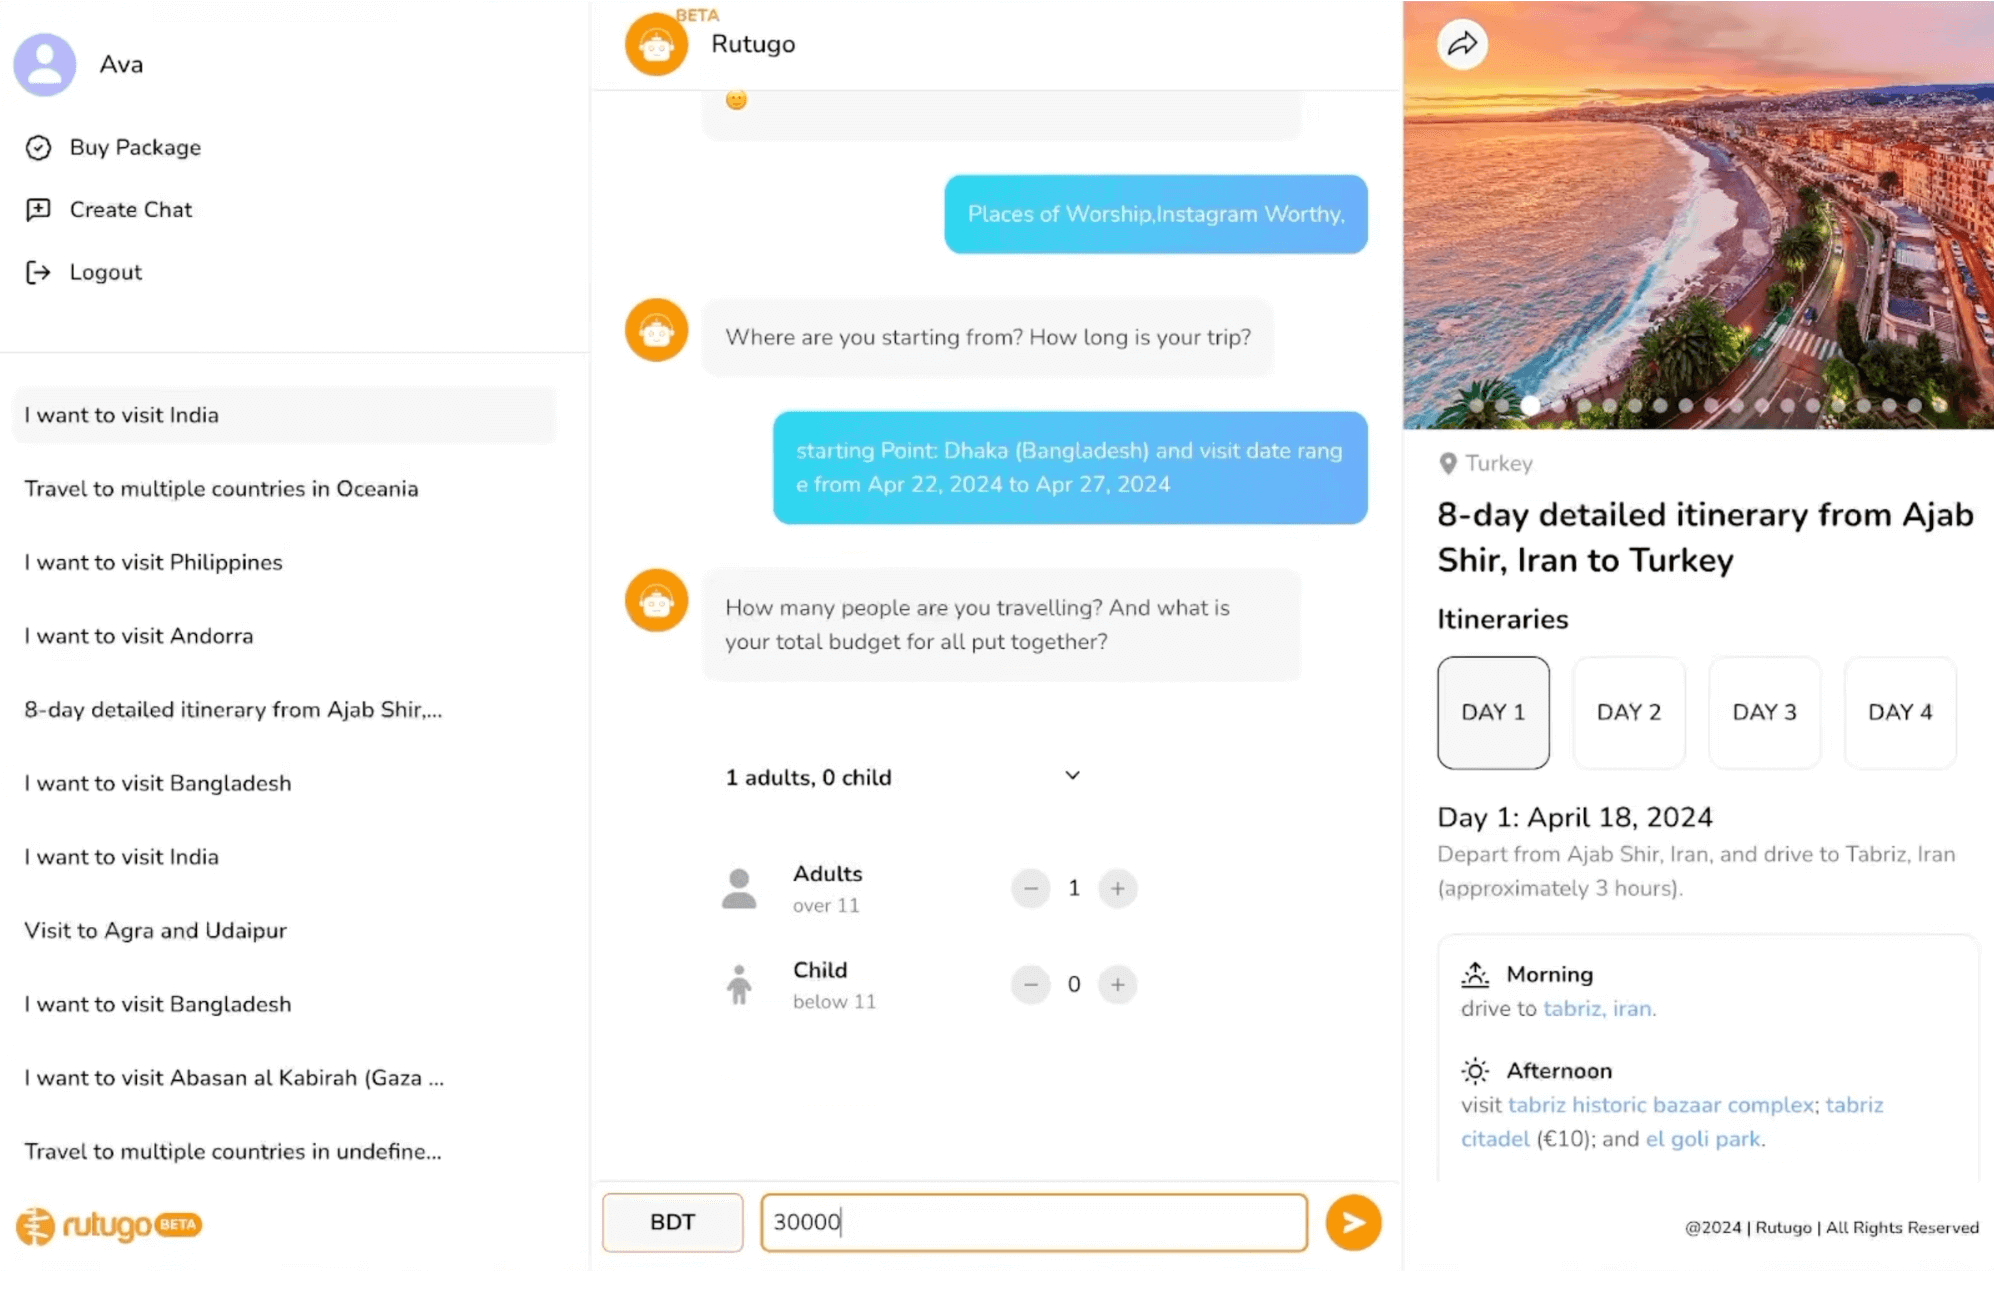 Ava
Buy Package
Create Chat
Logout
I want to visit India
Travel to multiple countries in Oceania
I want to visit Philippines
I want to visit Andorra
8-day detailed itinerary from Ajab Shir,...
I want to visit Bangladesh
I want to visit India
Visit to Agra and Udaipur
I want to visit Bangladesh
I want to visit Abasan al Kabirah (Gaza ...
Travel to multiple countries in undefine...
rutugo BETA
BETA
Rutugo
Places of Worship,Instagram Worthy,
Where are you starting from? How long is your trip?
starting Point: Dhaka (Bangladesh) and visit date rang
e from Apr 22, 2024 to Apr 27, 2024
How many people are you travelling? And what is
your total budget for all put together?
1 adults, 0 child
Adults
over 11
1
Child
below 11
0
BDT
30000
Turkey
8-day detailed itinerary from Ajab
Shir, Iran to Turkey
Itineraries
DAY 1 DAY 2 DAY 3 DAY 4
Day 1: April 18, 2024
Depart from Ajab Shir, Iran, and drive to Tabriz, Iran
(approximately 3 hours).
Morning
drive to tabriz, iran.
Afternoon
visit tabriz historic bazaar complex; tabriz
citadel (€10); and el goli park.
@2024 | Rutugo | All Rights Reserved